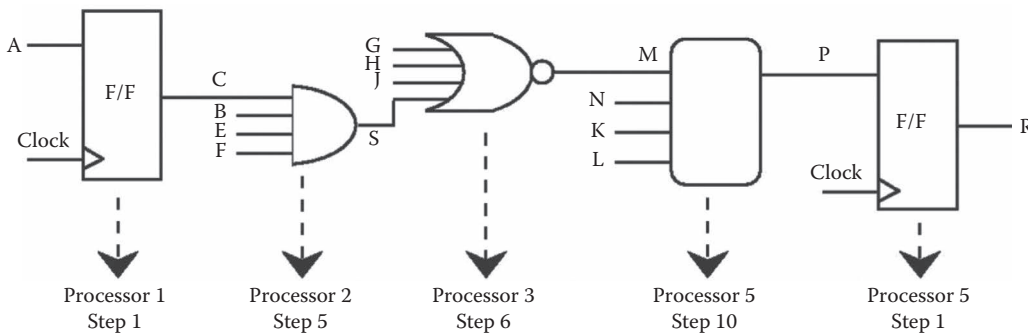 A
F/F
Clock
C
B
E
F
S
G
H
J
M
N
K
L
P
F/F
Clock
R
Processor 1
Step 1
Processor 2
Step 5
Processor 3
Step 6
Processor 5
Step 10
Processor 5
Step 1